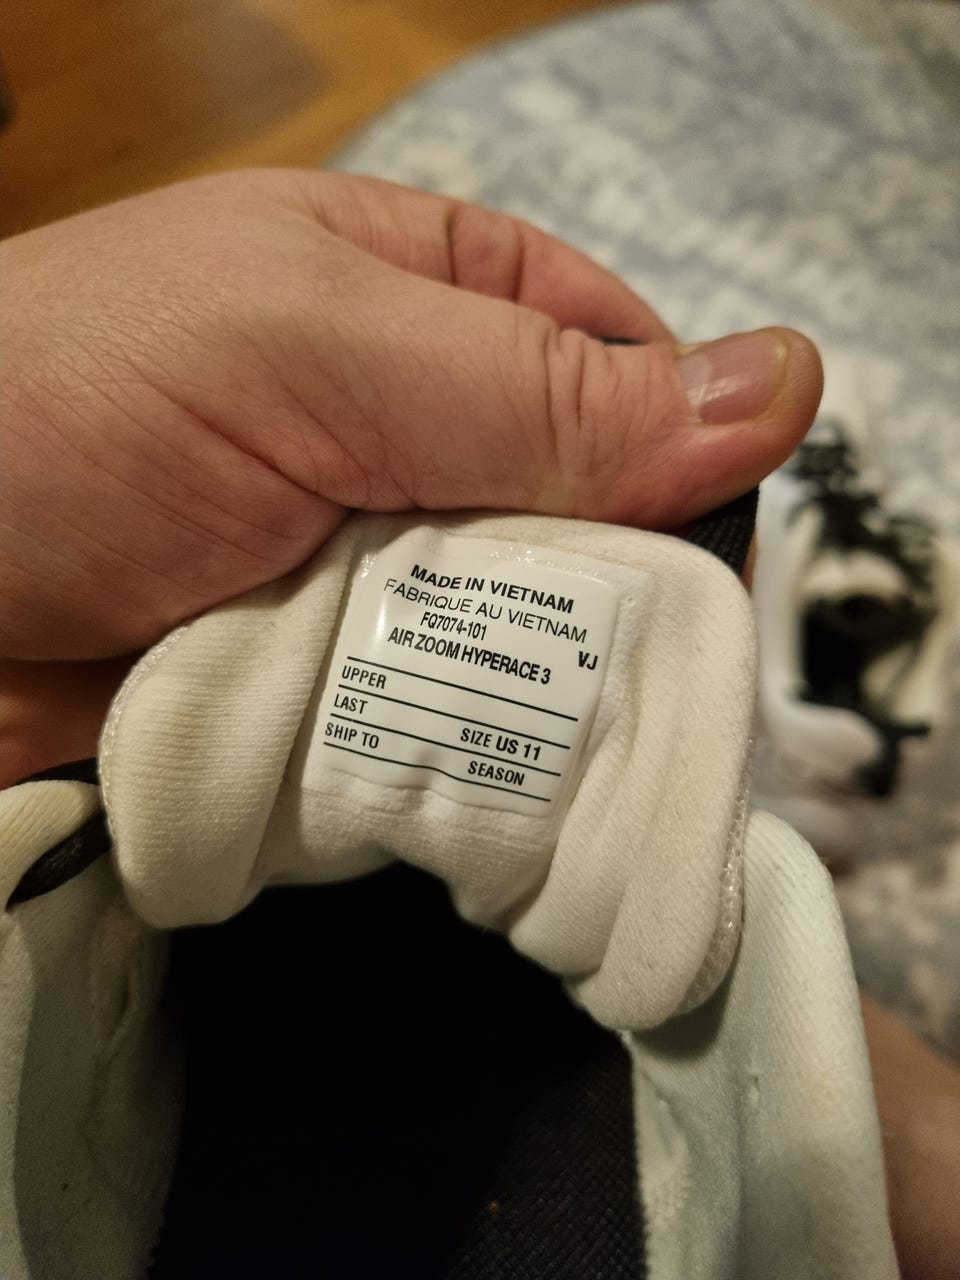 MADE IN VIETNAM
FABRIQUE AU VIETNAM
FQ7074-101
AIR ZOOM HYPERACE 3 VJ
UPPER
LAST
SIZE US 11
SHIP TO
SEASON